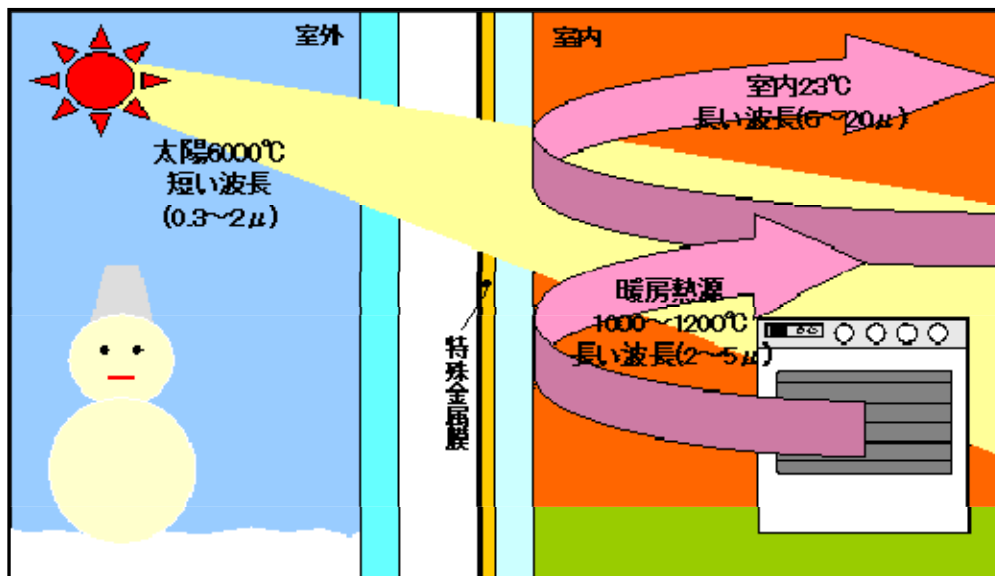 室外
室内
太陽6000℃
短い波長
(0.3～2μ)
室内23℃
長い波長(6～20μ)
暖房熱源
1000～1200℃
長い波長(2～5μ)
特殊金属膜